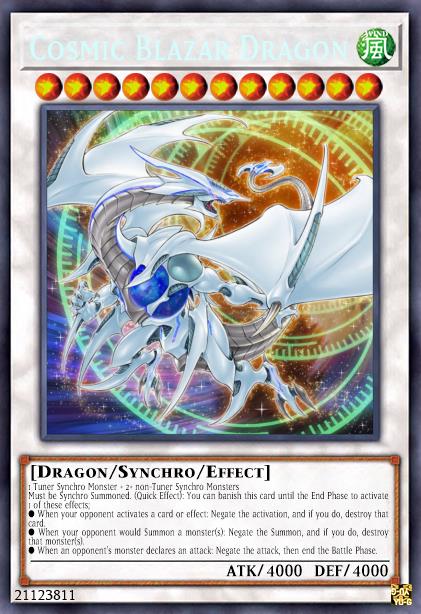 Cosmic Blazar Dragon
WIND
風
[Dragon/Synchro/Effect]
1 Tuner Synchro Monster + 2+ non-Tuner Synchro Monsters
Must be Synchro Summoned. (Quick Effect): You can banish this card until the End Phase to activate
1 of these effects;
● When your opponent activates a card or effect: Negate the activation, and if you do, destroy that
card.
● When your opponent would Summon a monster(s): Negate the Summon, and if you do, destroy
that monster(s).
● When an opponent's monster declares an attack: Negate the attack, then end the Battle Phase.
ATK/4000 DEF/4000
21123811